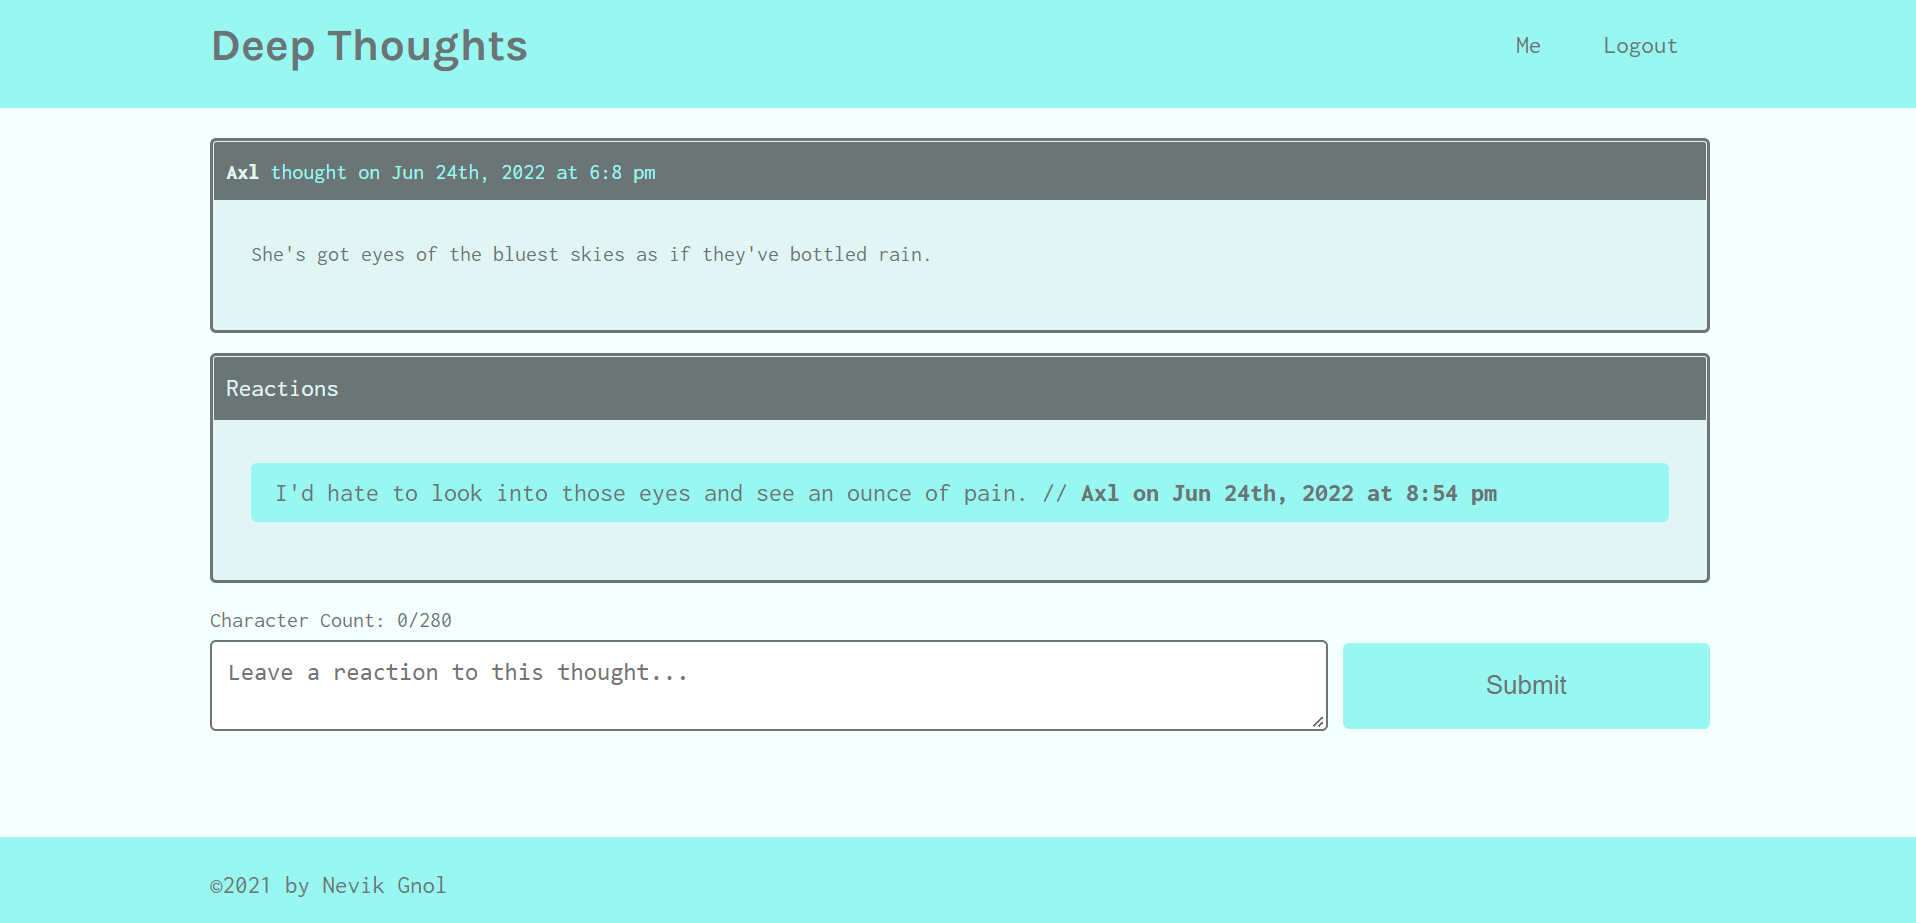 Deep Thoughts
Me
Logout
Axl thought on Jun 24th, 2022 at 6:8 pm
She's got eyes of the bluest skies as if they've bottled rain.
Reactions
I'd hate to look into those eyes and see an ounce of pain. // Axl on Jun 24th, 2022 at 8:54 pm
Character Count: 0/280
Leave a reaction to this thought...
Submit
©2021 by Nevik Gnol